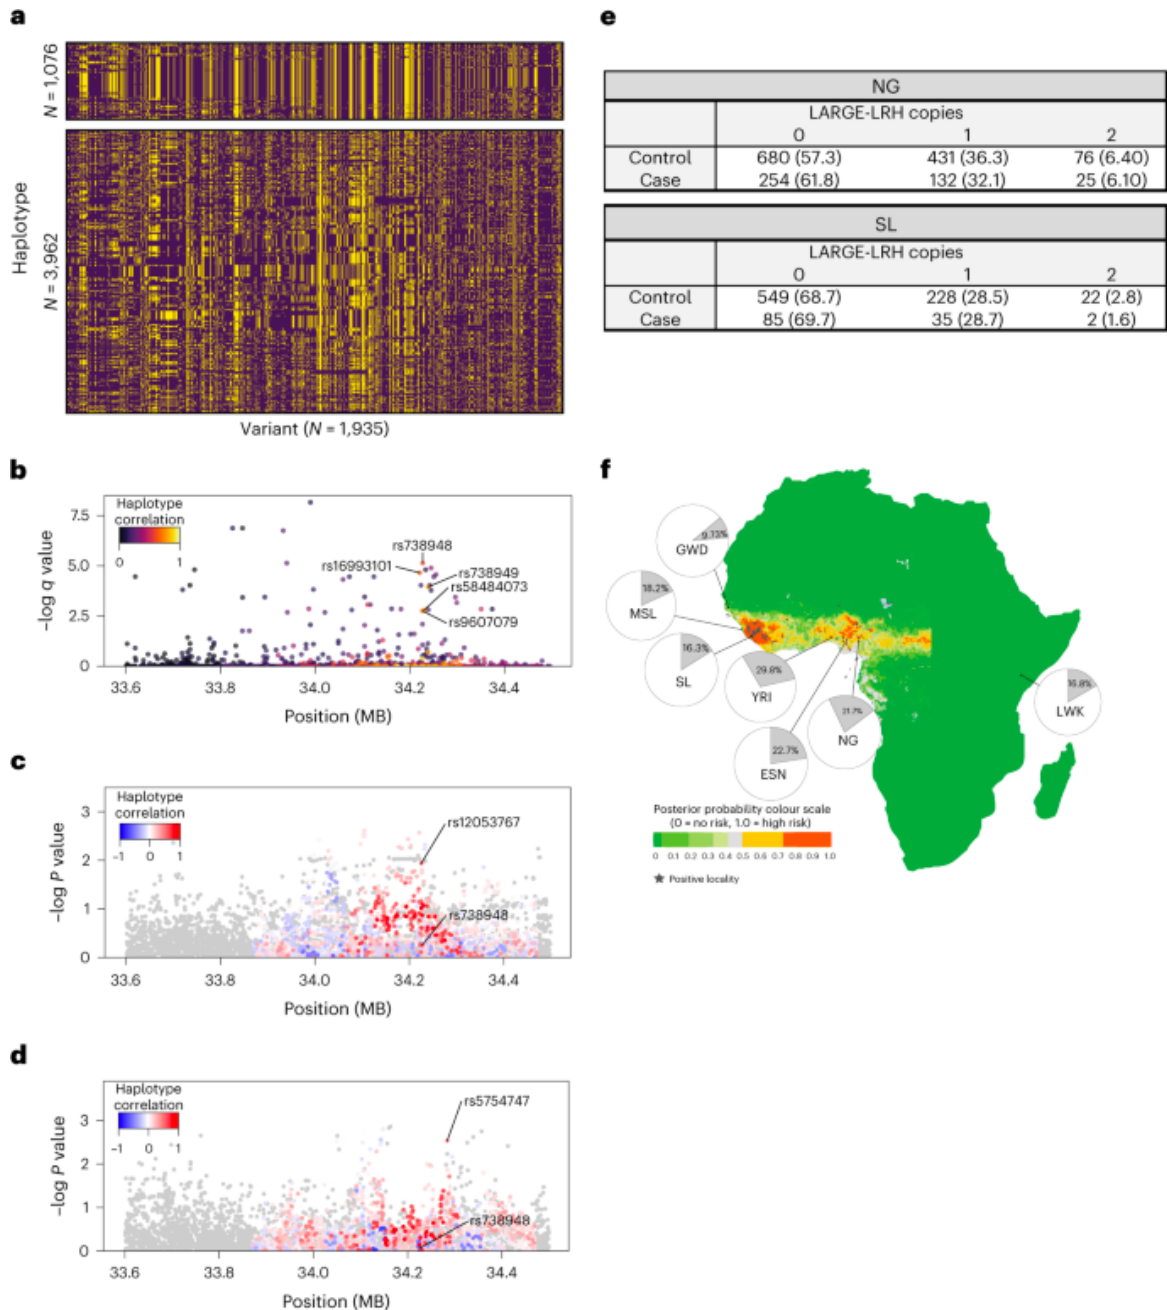 a
N = 1,076
N = 3,962
Haplotype
Variant (N = 1,935)
b
Haplotype
correlation
0 1
7.5
5.0
2.5
0
–log q value
rs738948
rs16993101
rs738949
rs58484073
rs9607079
33.6 33.8 34.0 34.2 34.4
Position (MB)
c
Haplotype
correlation
–1 0 1
3
2
1
0
–log P value
rs12053767
rs738948
33.6 33.8 34.0 34.2 34.4
Position (MB)
d
Haplotype
correlation
–1 0 1
3
2
1
0
–log P value
rs5754747
rs738948
33.6 33.8 34.0 34.2 34.4
Position (MB)
e
NG
LARGE-LRH copies
0 1 2
Control 680 (57.3) 431 (36.3) 76 (6.40)
Case 254 (61.8) 132 (32.1) 25 (6.10)
SL
LARGE-LRH copies
0 1 2
Control 549 (68.7) 228 (28.5) 22 (2.8)
Case 85 (69.7) 35 (28.7) 2 (1.6)
f
9.73%
GWD
18.2%
MSL
16.3%
SL
29.8%
YRI
22.7%
ESN
21.7%
NG
16.8%
LWK
Posterior probability colour scale
(0 = no risk, 1.0 = high risk)
0 0.1 0.2 0.3 0.4 0.5 0.6 0.7 0.8 0.9 1.0
Positive locality